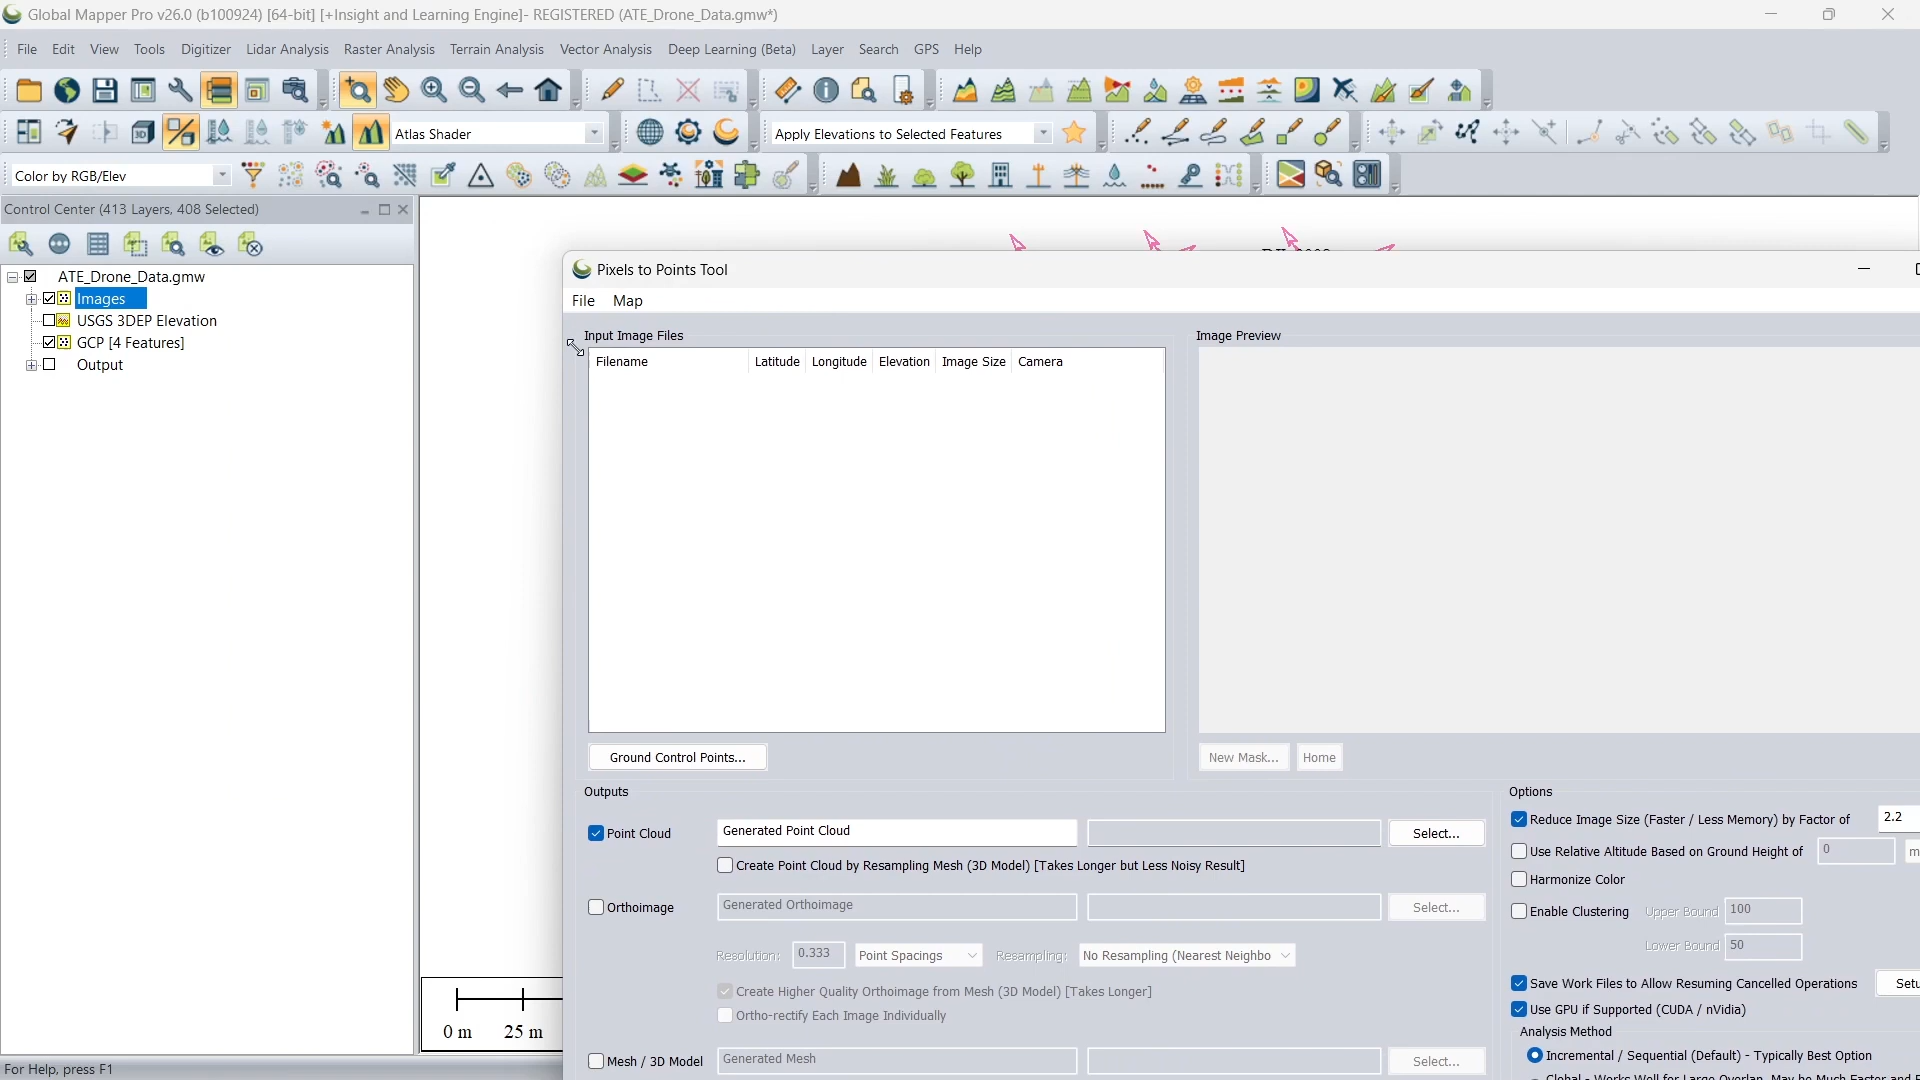 Global Mapper Pro v26.0 (b100924) [64-bit] [+Insight and Learning Engine]- REGISTERED (ATE_Drone_Data.gmw*)
File Edit View Tools Digitizer Lidar Analysis Raster Analysis Terrain Analysis Vector Analysis Deep Learning (Beta) Layer Search GPS Help
Atlas Shader
Apply Elevations to Selected Features
Color by RGB/Elev
Control Center (413 Layers, 408 Selected)
ATE_Drone_Data.gmw
Images
USGS 3DEP Elevation
GCP [4 Features]
Output
Pixels to Points Tool
File Map
Input Image Files
Image Preview
Filename Latitude Longitude Elevation Image Size Camera
Ground Control Points...
New Mask... Home
Outputs
Options
Point Cloud Generated Point Cloud Select...
Reduce Image Size (Faster / Less Memory) by Factor of 2.2
Create Point Cloud by Resampling Mesh (3D Model) [Takes Longer but Less Noisy Result]
Use Relative Altitude Based on Ground Height of 0 m
Harmonize Color
Orthoimage Generated Orthoimage Select...
Enable Clustering Upper Bound 100
Lower Bound 50
Resolution: 0.333 Point Spacings Resampling: No Resampling (Nearest Neighbo
Save Work Files to Allow Resuming Cancelled Operations Setu
Create Higher Quality Orthoimage from Mesh (3D Model) [Takes Longer]
Use GPU if Supported (CUDA / nVidia)
Ortho-rectify Each Image Individually
Analysis Method
Incremental / Sequential (Default) - Typically Best Option
Mesh / 3D Model Generated Mesh Select...
0 m 25 m
For Help, press F1